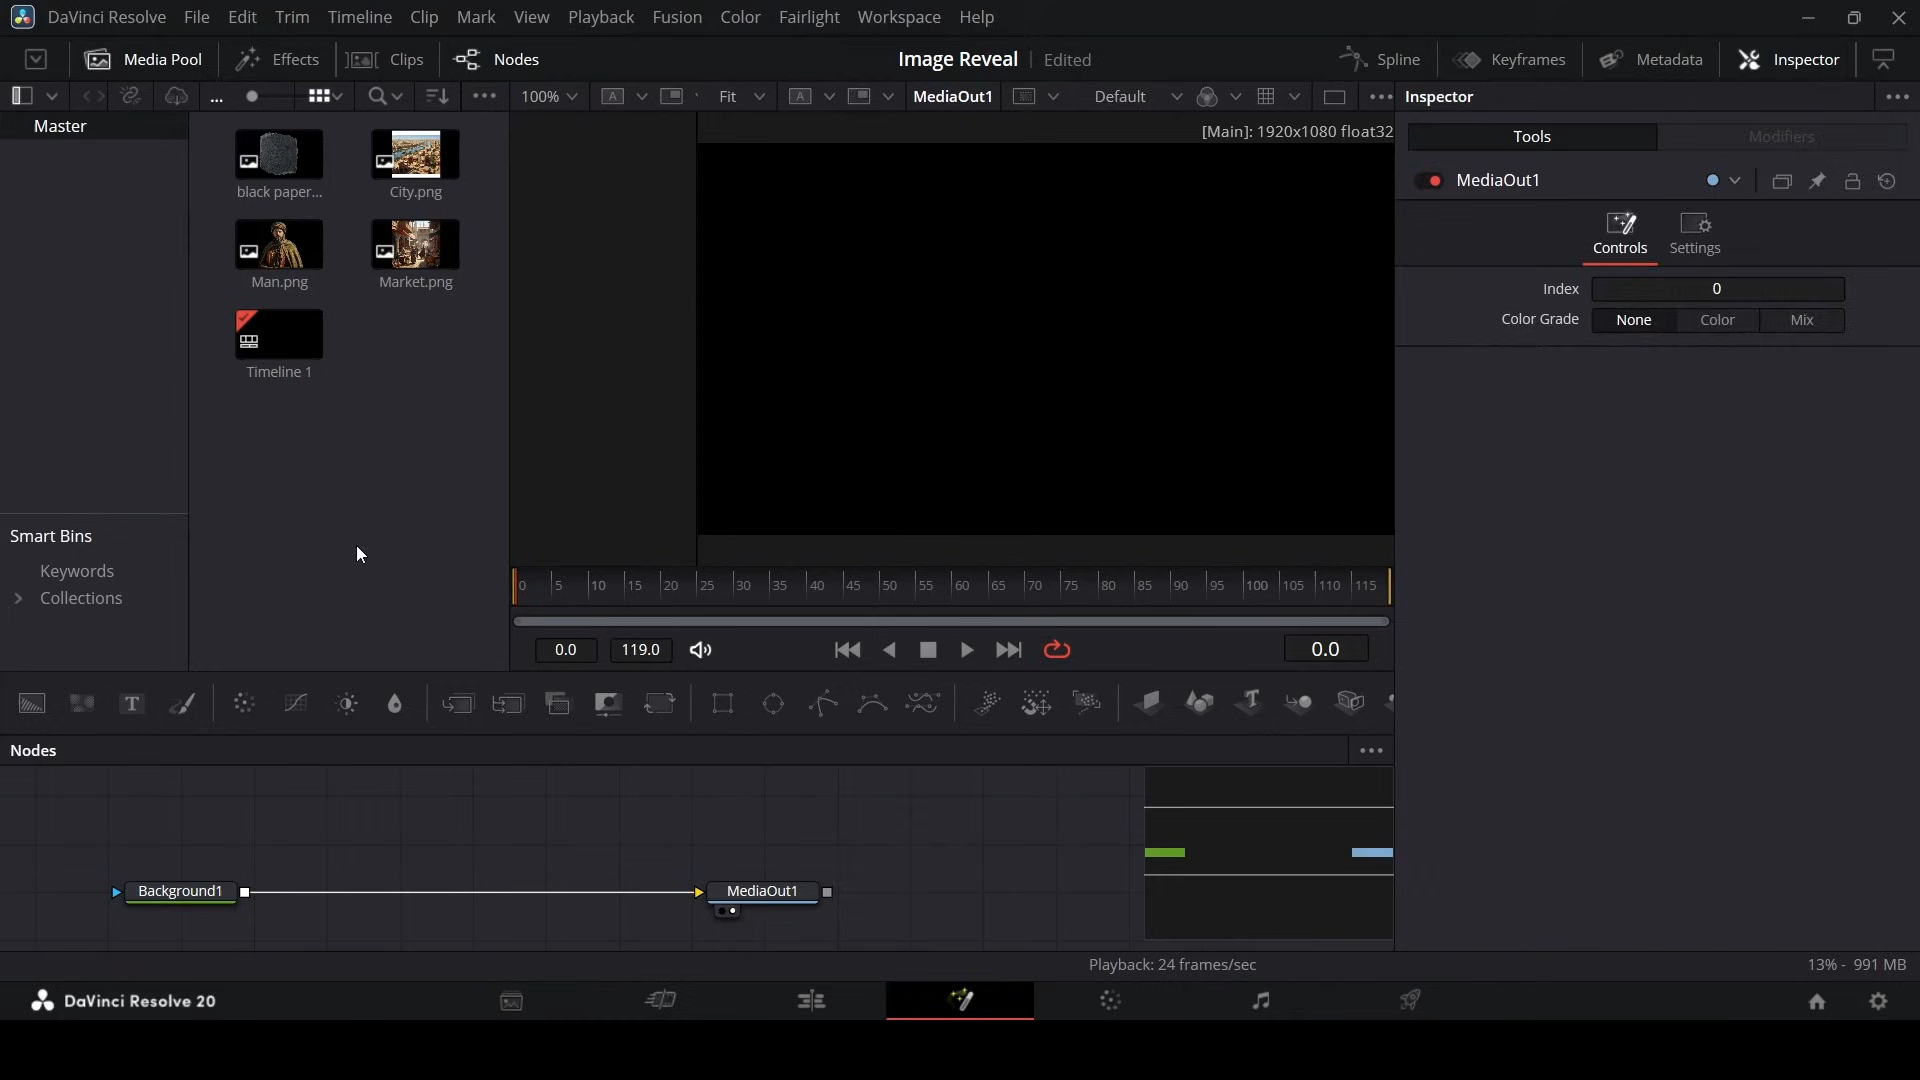 DaVinci Resolve File Edit Trim Timeline Clip Mark View Playback Fusion Color Fairlight Workspace Help
Media Pool Effects Clips Nodes Image Reveal Edited Spline Keyframes Metadata Inspector
... 100% A Fit A MediaOut1 Default Inspector
Master
black paper...
City.png
Man.png
Market.png
Timeline 1
Smart Bins
Keywords
Collections
[Main]: 1920x1080 float32
0 5 10 15 20 25 30 35 40 45 50 55 60 65 70 75 80 85 90 95 100 105 110 115
0.0 119.0 0.0
Tools Modifiers
MediaOut1
Controls Settings
Index 0
Color Grade None Color Mix
T T
Nodes
Background1 MediaOut1
Playback: 24 frames/sec 13% - 991 MB
DaVinci Resolve 20